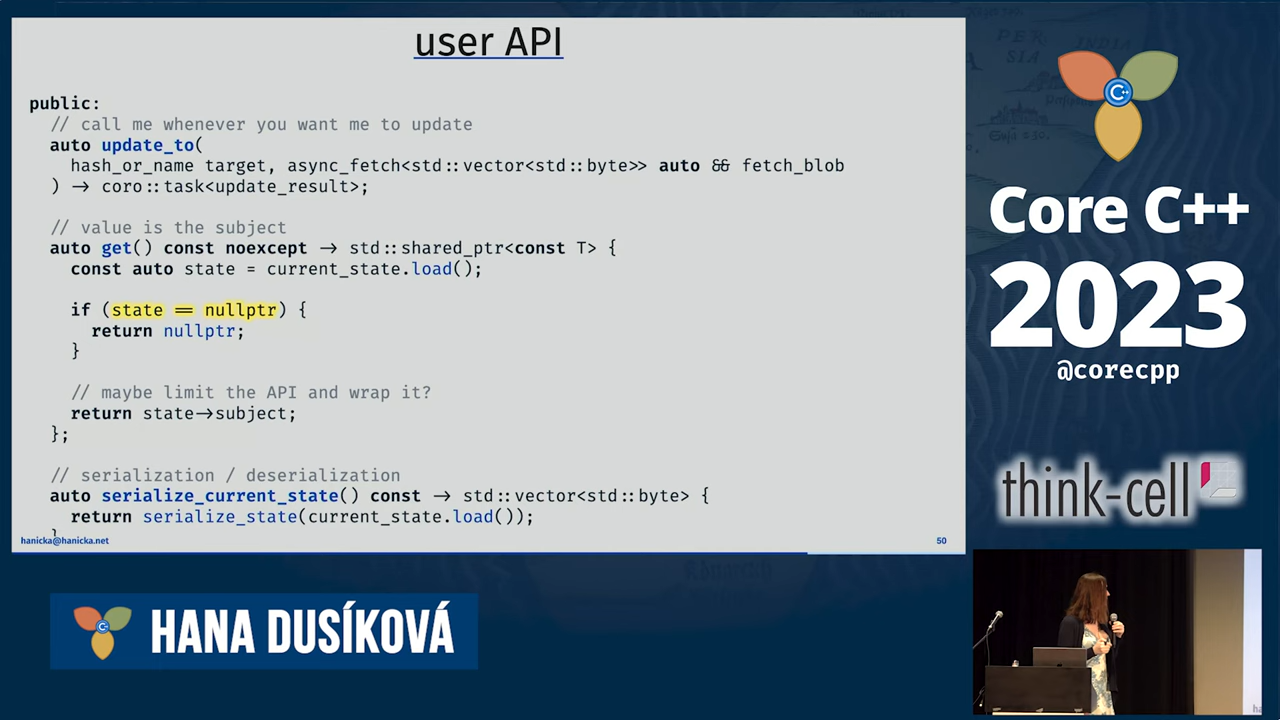 user API
public:
// call me whenever you want me to update
auto update_to(
hash_or_name target, async_fetch<std::vector<std::byte>> auto && fetch_blob
) -> coro::task<update_result>;
// value is the subject
auto get() const noexcept -> std::shared_ptr<const T> {
const auto state = current_state.load();
if (state == nullptr) {
return nullptr;
}
// maybe limit the API and wrap it?
return state->subject;
};
// serialization / deserialization
auto serialize_current_state() const -> std::vector<std::byte> {
return serialize_state(current_state.load());
hanicka@hanicka.net
50
C++
Core C++
2023
@corecpp
think-cell
HANA DUSÍKOVÁ